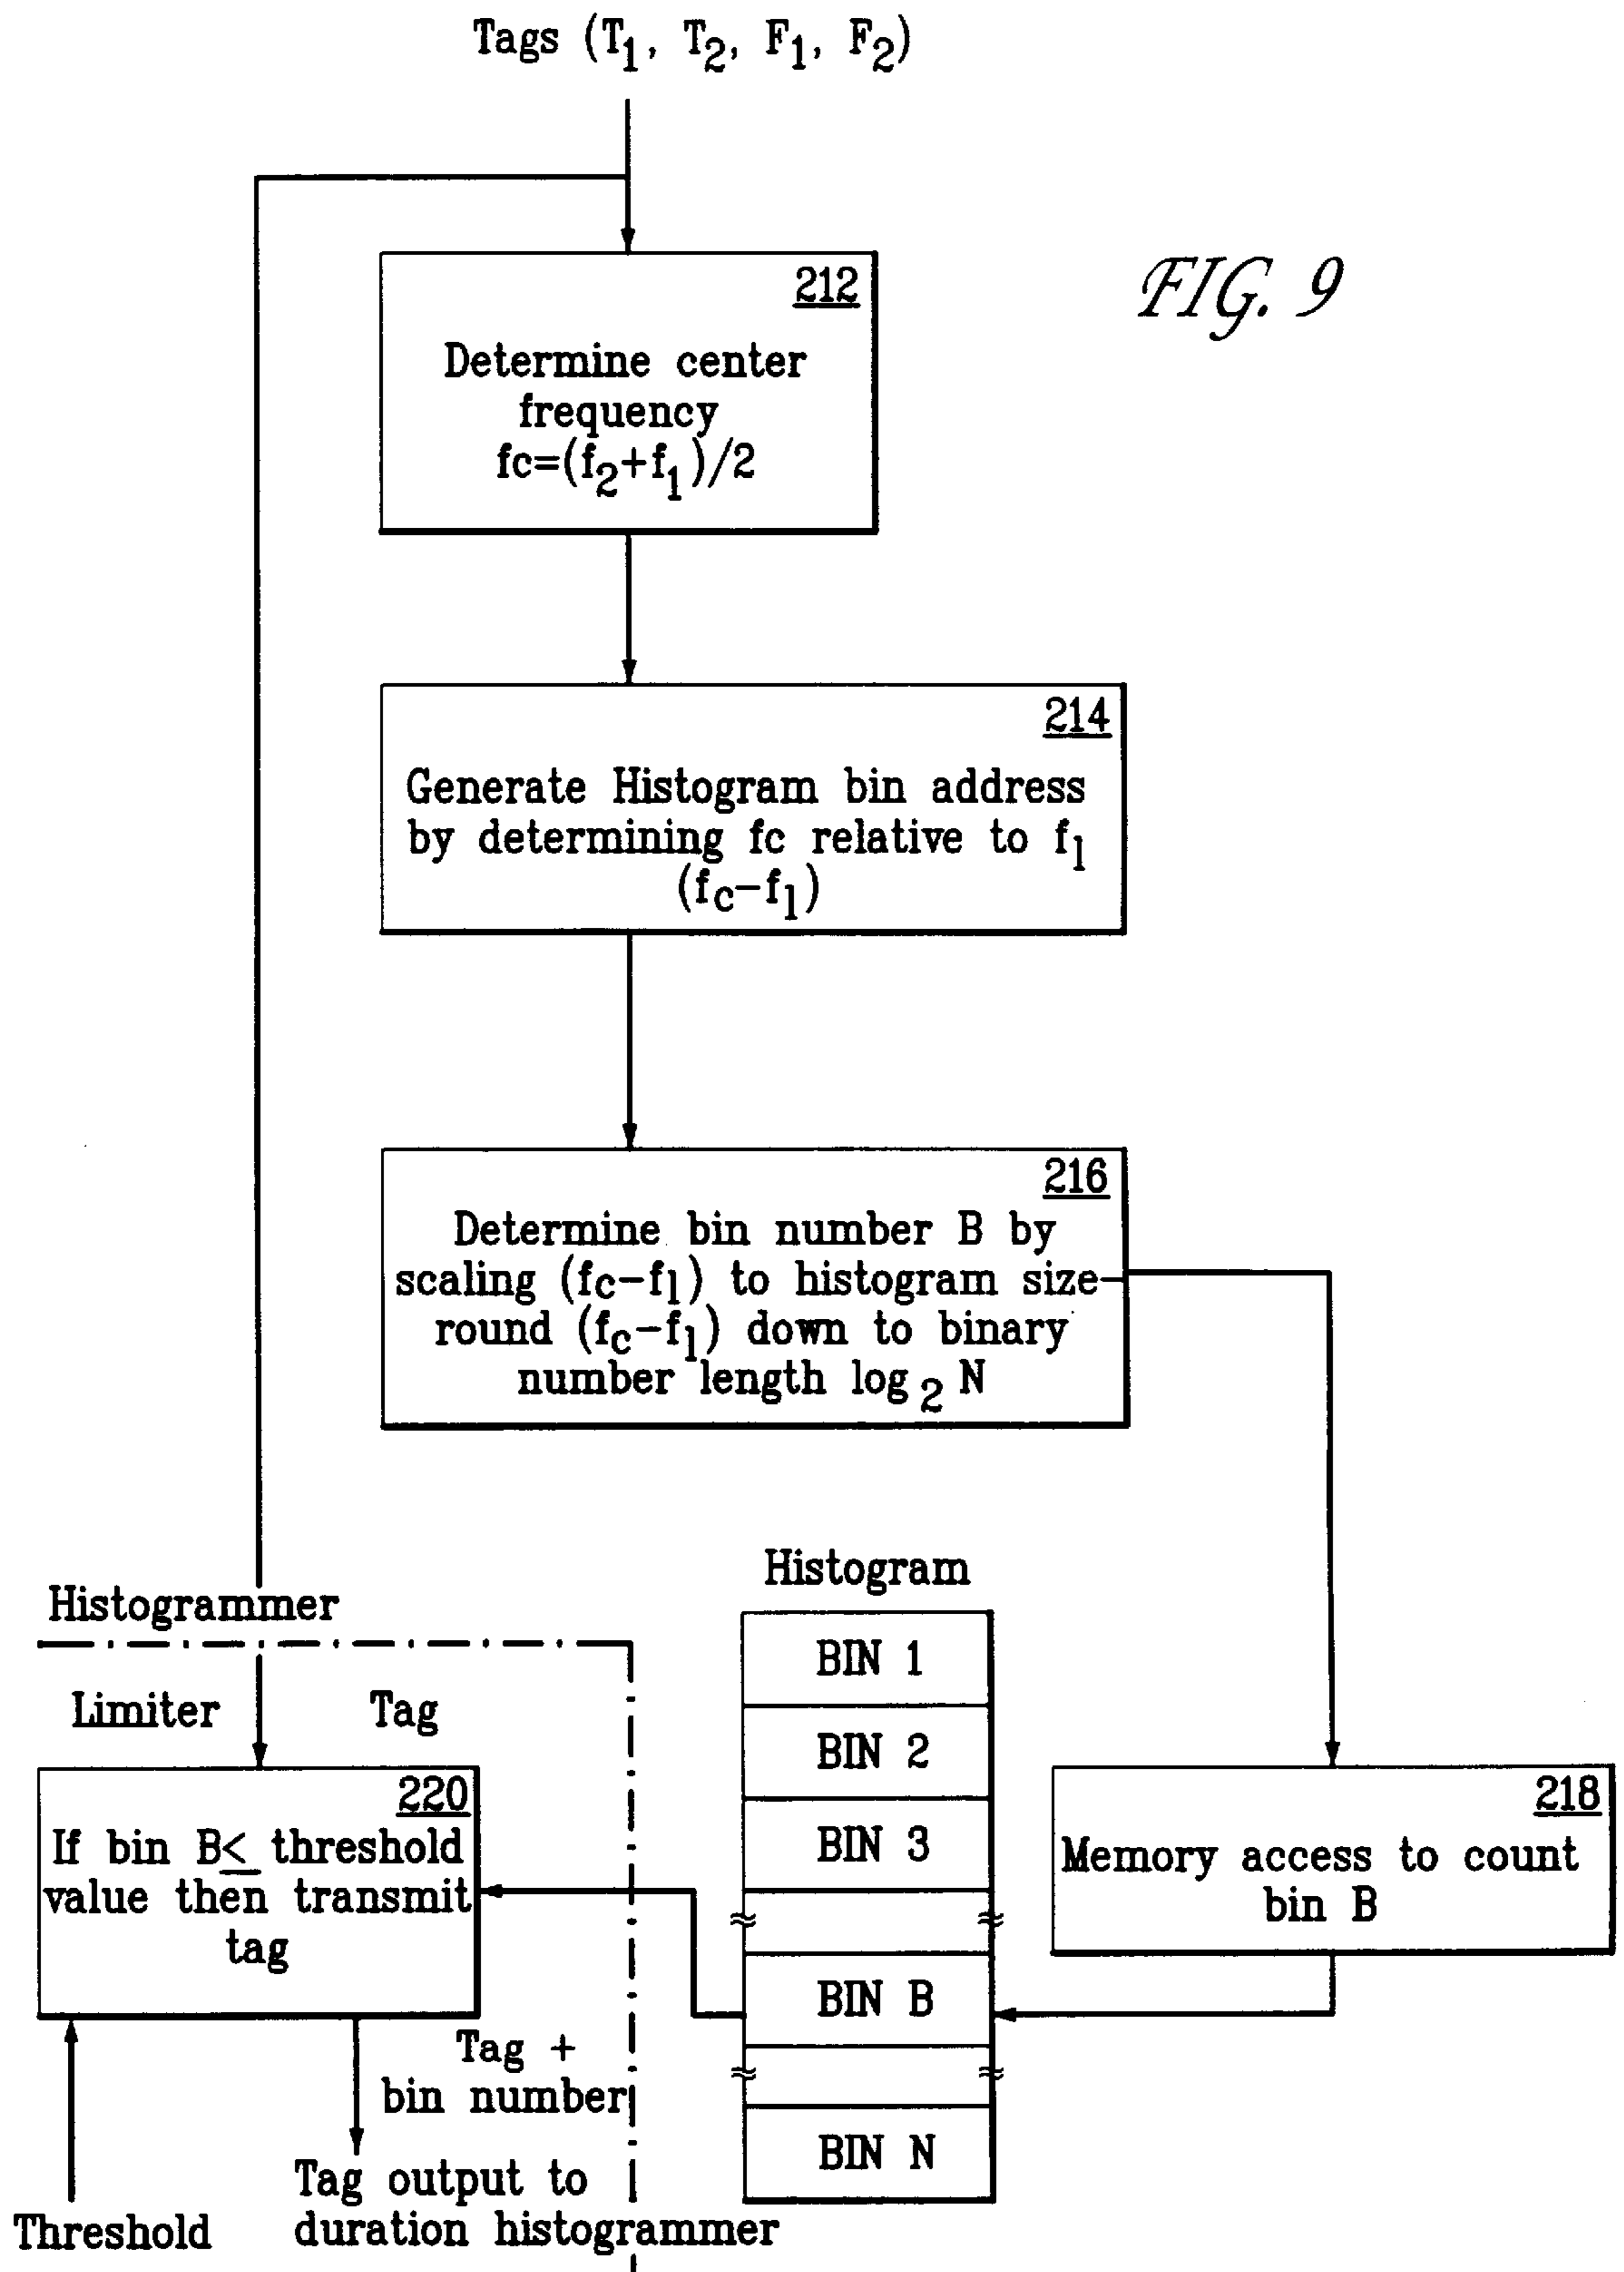 Tags (T1, T2, F1, F2)
FIG. 9
212
Determine center
frequency
fc=(f2+f1)/2
214
Generate Histogram bin address
by determining fc relative to f1
(fc-f1)
216
Determine bin number B by
scaling (fc-f1) to histogram size-
round (fc-f1) down to binary
number length log2 N
Histogrammer
Limiter
Tag
220
If bin B≤ threshold
value then transmit
tag
Threshold
Tag +
bin number
Tag output to
duration histogrammer
Histogram
BIN 1
BIN 2
BIN 3
BIN B
BIN N
218
Memory access to count
bin B